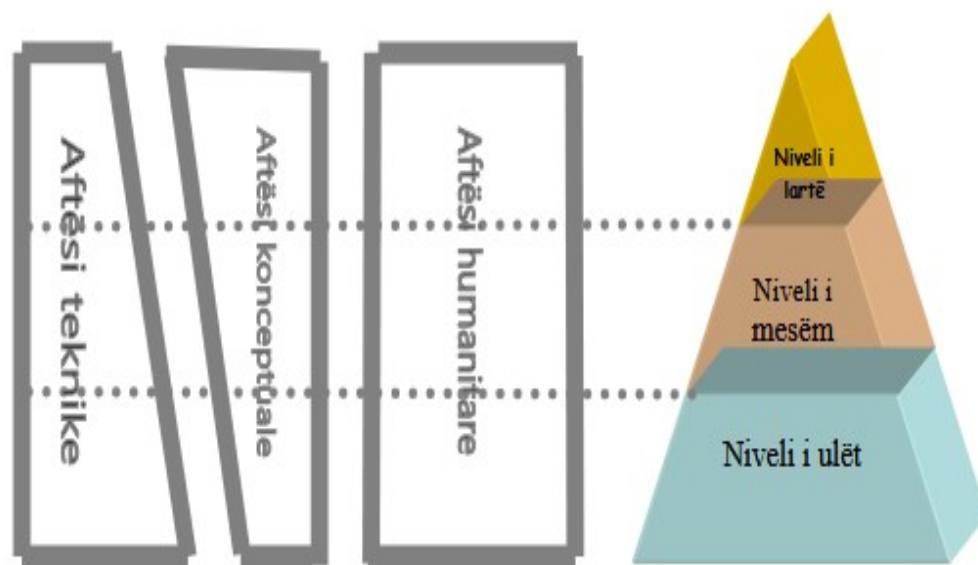 Aftësi teknike
Aftësi konceptuale
Aftësi humanitare
Niveli i
lartë
Niveli i
mesëm
Niveli i ulët